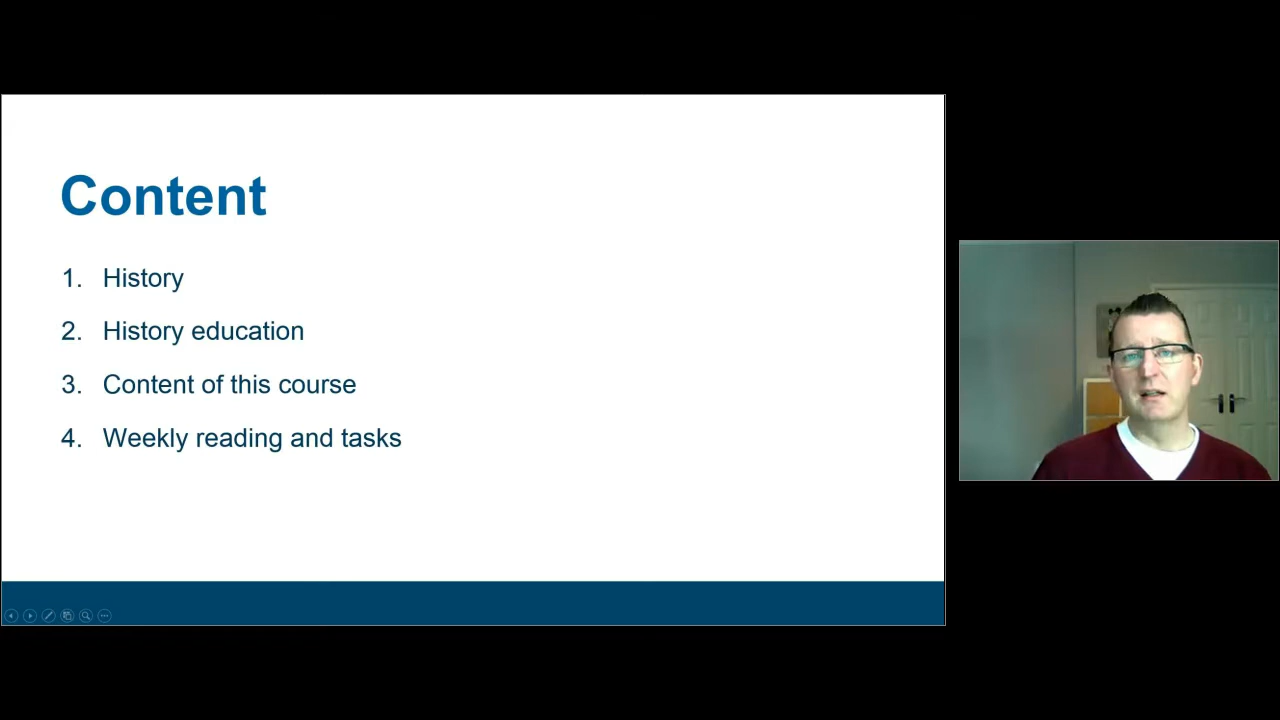 Content
1. History
2. History education
3. Content of this course
4. Weekly reading and tasks